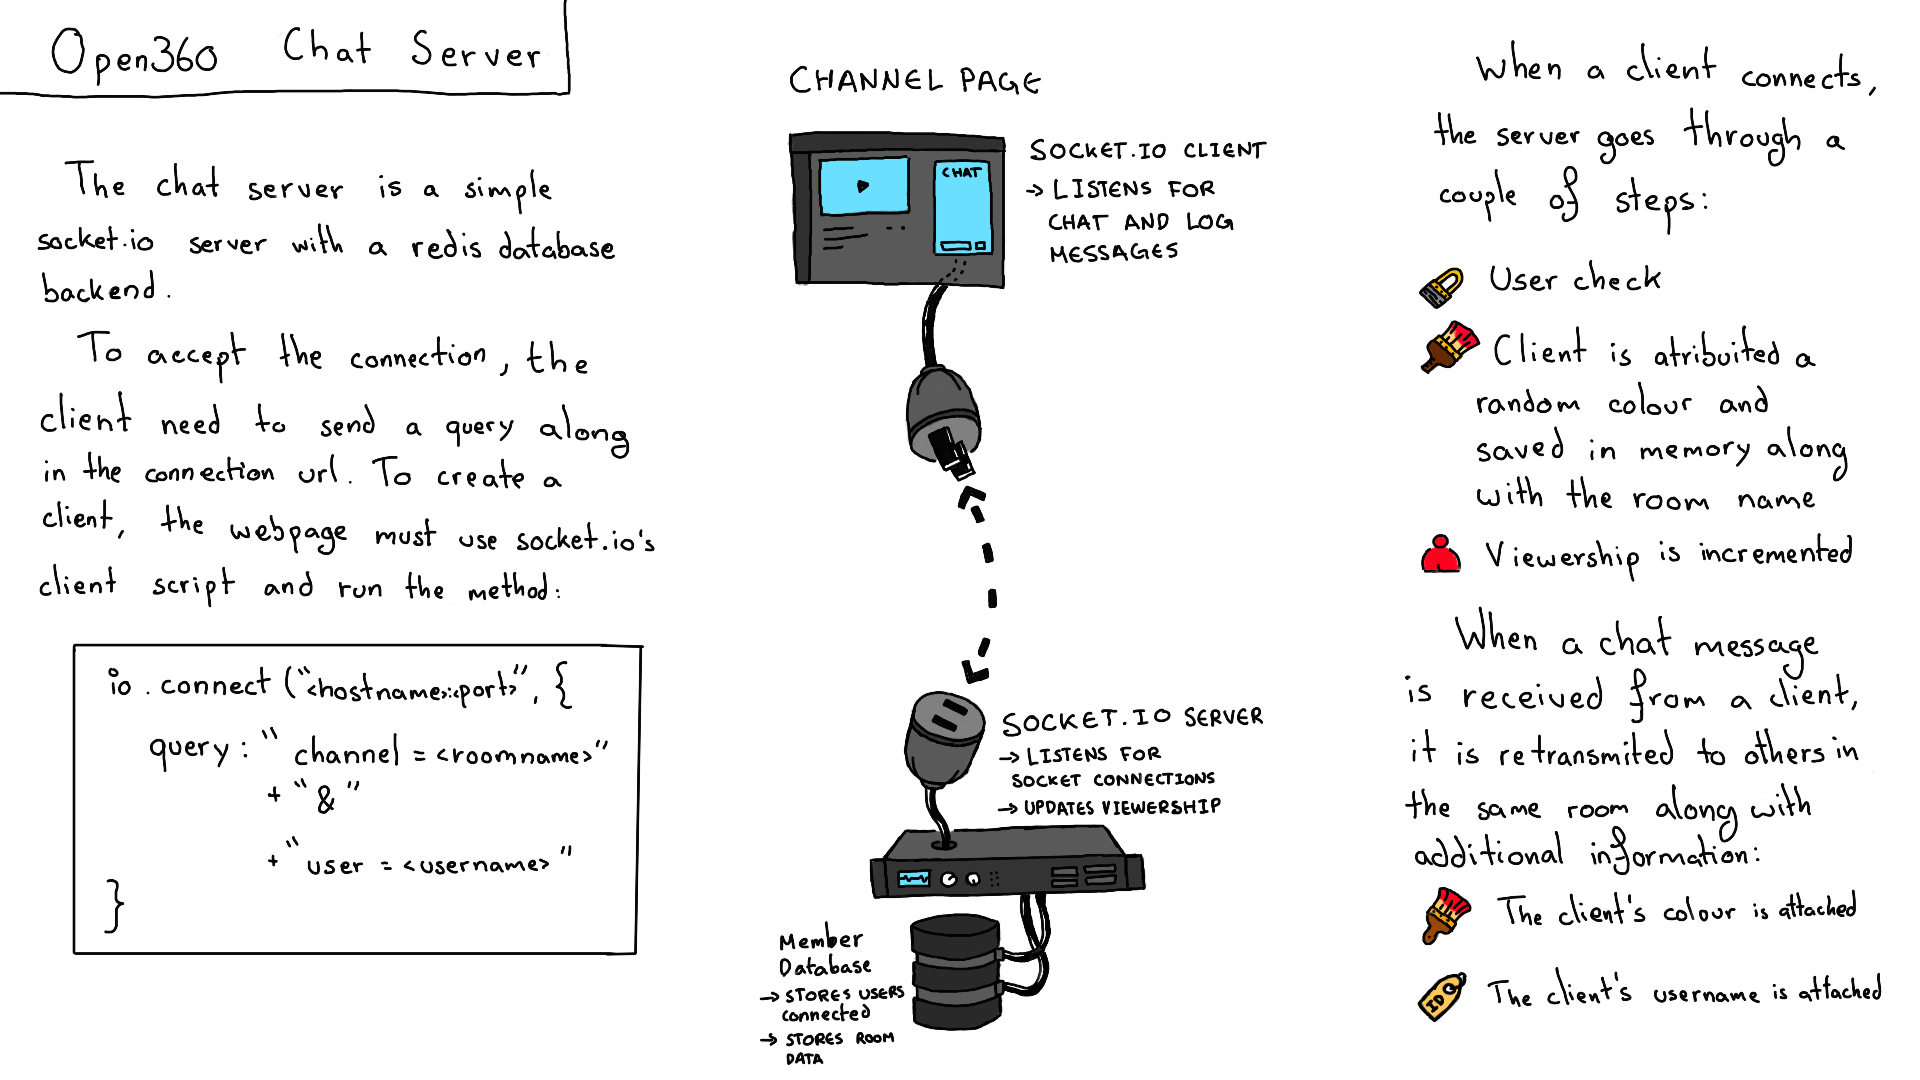 Open360 Chat Server
The chat server is a simple
socket.io server with a redis database
backend.
To accept the connection, the
client need to send a query along
in the connection url. To create a
client, the webpage must use socket.io's
client script and run the method:
io.connect("<hostname>:<port>", {
query: "channel = <roomname>"
+ "&"
+ "user = <username>"
}
CHANNEL PAGE
CHAT
SOCKET.IO CLIENT
→ LISTENS FOR
CHAT AND LOG
MESSAGES
SOCKET.IO SERVER
→ LISTENS FOR
SOCKET CONNECTIONS
→ UPDATES VIEWERSHIP
Member
Database
→ STORES USERS
connected
→ STORES ROOM
DATA
When a client connects,
the server goes through a
couple of steps:
User check
Client is atribuited a
random colour and
saved in memory along
with the room name
Viewership is incremented
When a chat message
is received from a client,
it is retransmited to others in
the same room along with
additional information:
The client's colour is attached
ID
The client's username is attached